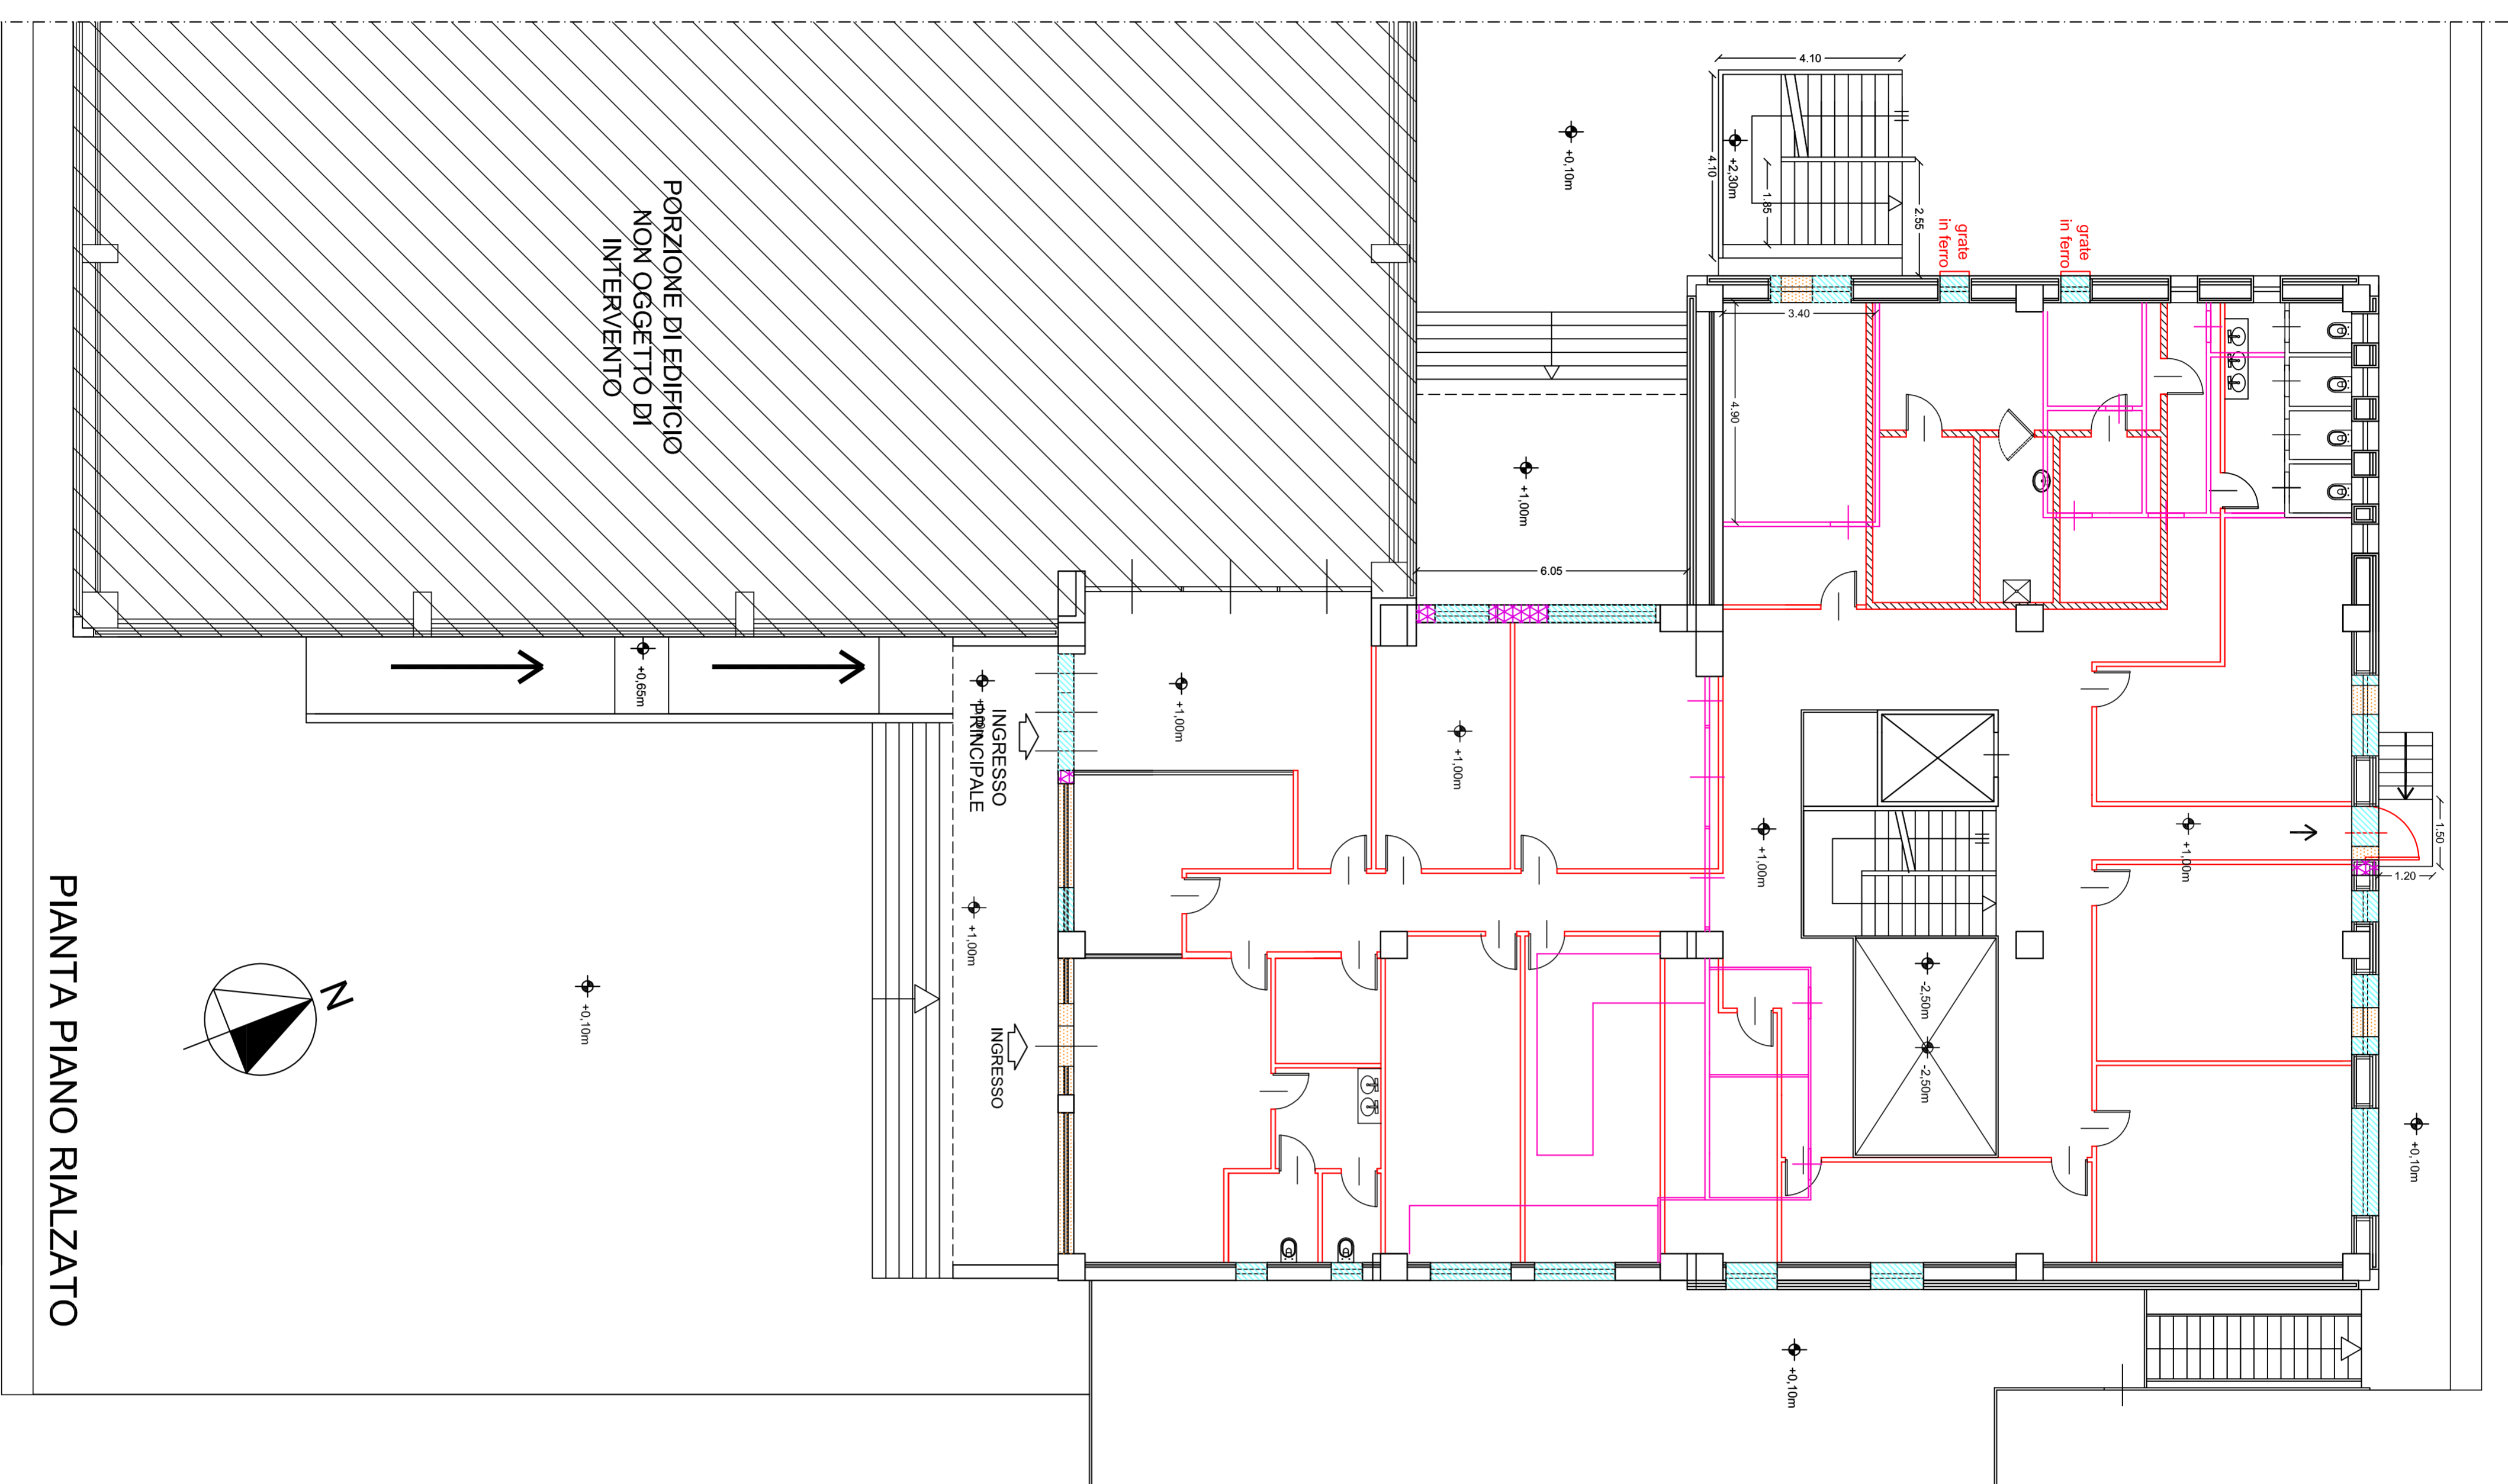 PIANTA PIANO RIALZATO
PORZIONE DI EDIFICIO
NON OGGETTO DI
INTERVENTO
4.10
4.10
+2,30m
1.85
2.55
+0,10m
grate
in ferro
grate
in ferro
3.40
4.90
+1,00m
6.05
+0,65m
INGRESSO
PRINCIPALE
+1,00m
+1,00m
+1,00m
+1,00m
1.50
1.20
+1,00m
-2,50m
-2,50m
INGRESSO
N
+0,10m
+0,10m
+0,10m